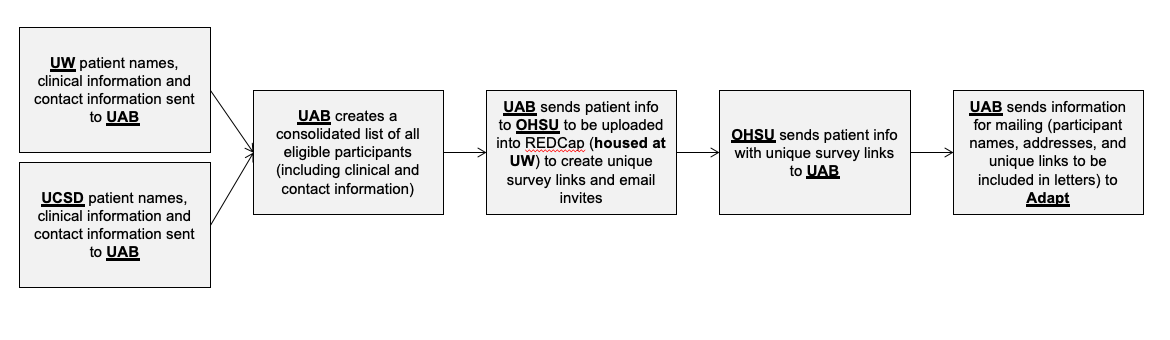 UW patient names,
clinical information and
contact information sent
to UAB
UCSD patient names,
clinical information and
contact information sent
to UAB
UAB creates a
consolidated list of all
eligible participants
(including clinical and
contact information)
UAB sends patient info
to OHSU to be uploaded
into REDCap (housed at
UW) to create unique
survey links and email
invites
OHSU sends patient info
with unique survey links
to UAB
UAB sends information
for mailing (participant
names, addresses, and
unique links to be
included in letters) to
Adapt